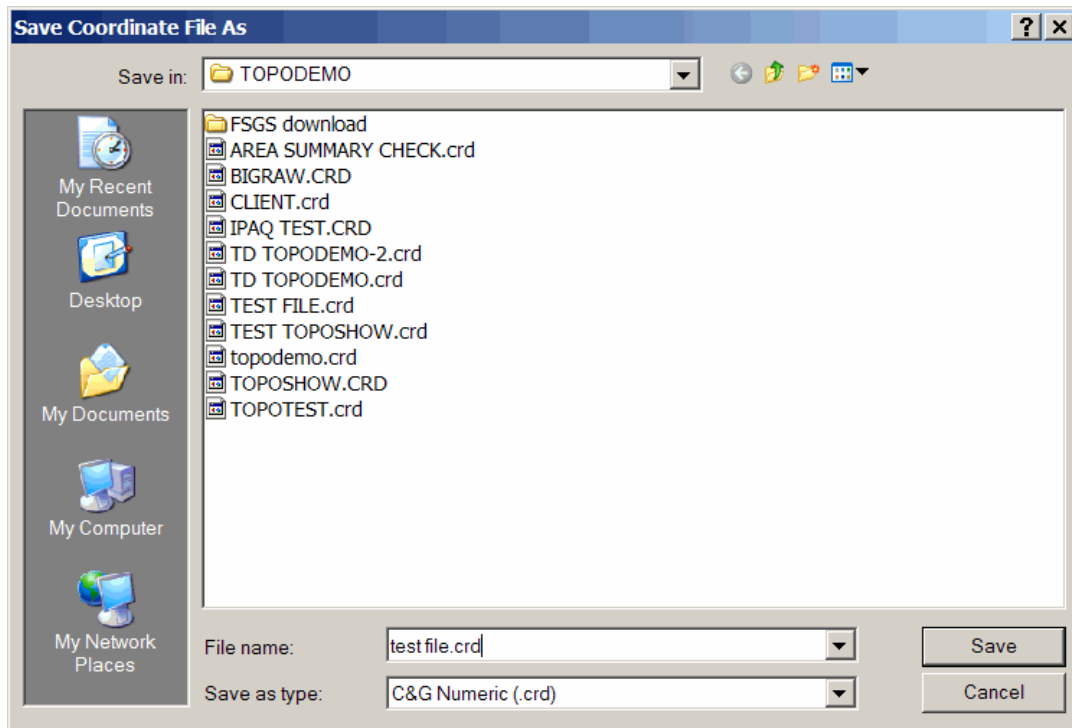 Save Coordinate File As
Save in: TOPODEMO
My Recent
Documents
Desktop
My Documents
My Computer
My Network
Places
FSGS download
AREA SUMMARY CHECK.crd
BIGRAW.CRD
CLIENT.crd
IPAQ TEST.CRD
TD TOPODEMO-2.crd
TD TOPODEMO.crd
TEST FILE.crd
TEST TOPOSHOW.crd
topodemo.crd
TOPOSHOW.CRD
TOPOTEST.crd
File name: test file.crd Save
Save as type: C&G Numeric (.crd) Cancel